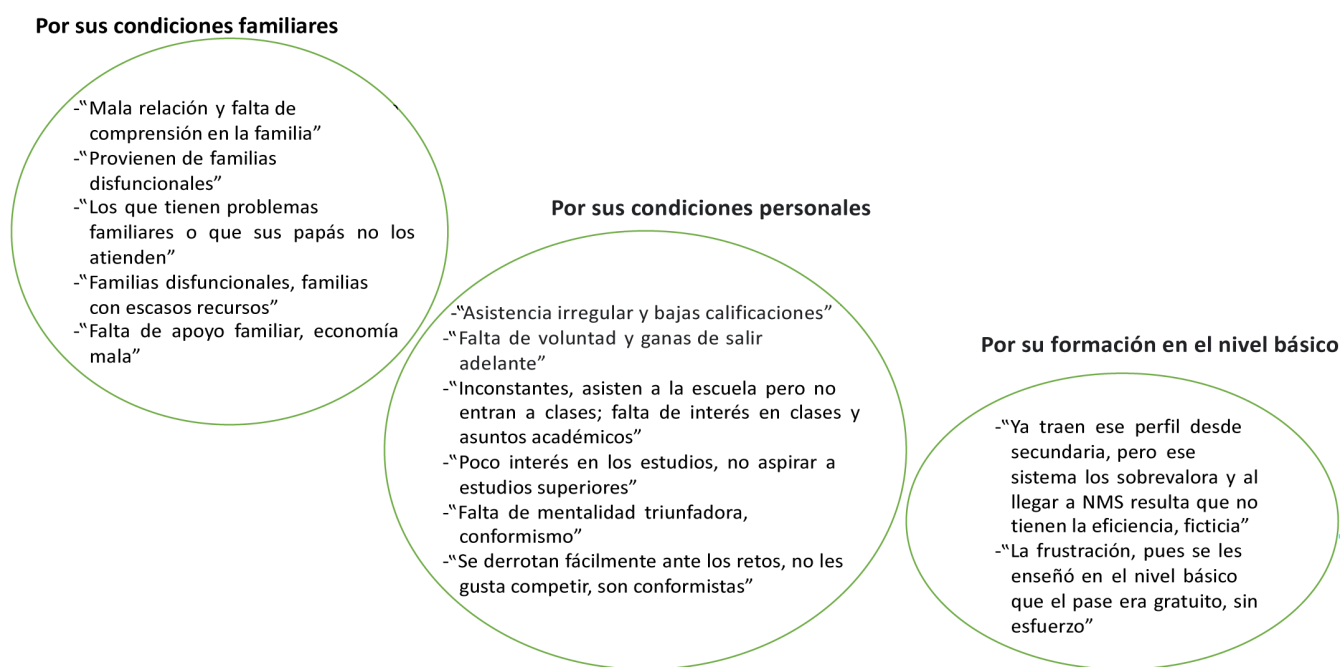 Por sus condiciones familiares
-“Mala relación y falta de
comprensión en la familia”
-“Provienen de familias
disfuncionales”
-“Los que tienen problemas
familiares o que sus papás no los
atienden”
-“Familias disfuncionales, familias
con escasos recursos”
-“Falta de apoyo familiar, economía
mala”
Por sus condiciones personales
-“Asistencia irregular y bajas calificaciones”
-“Falta de voluntad y ganas de salir
adelante”
-“Inconstantes, asisten a la escuela pero no
entran a clases; falta de interés en clases y
asuntos académicos”
-“Poco interés en los estudios, no aspirar a
estudios superiores”
-“Falta de mentalidad triunfadora,
conformismo”
-“Se derrotan fácilmente ante los retos, no les
gusta competir, son conformistas”
Por su formación en el nivel básico
-“Ya traen ese perfil desde
secundaria, pero ese
sistema los sobrevalora y al
llegar a NMS resulta que no
tienen la eficiencia, ficticia”
-“La frustración, pues se les
enseñó en el nivel básico
que el pase era gratuito, sin
esfuerzo”